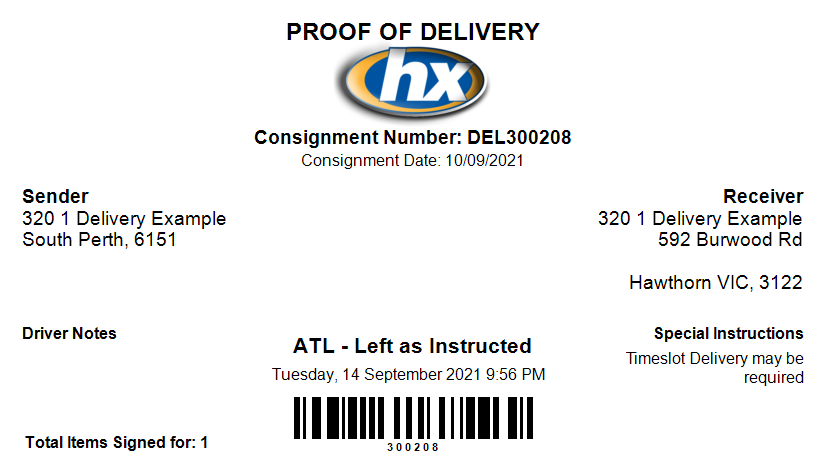 PROOF OF DELIVERY
hx
Consignment Number: DEL300208
Consignment Date: 10/09/2021
Sender
320 1 Delivery Example
South Perth, 6151
Receiver
320 1 Delivery Example
592 Burwood Rd
Hawthorn VIC, 3122
Driver Notes
ATL - Left as Instructed
Tuesday, 14 September 2021 9:56 PM
Special Instructions
Timeslot Delivery may be
required
300208
Total Items Signed for: 1